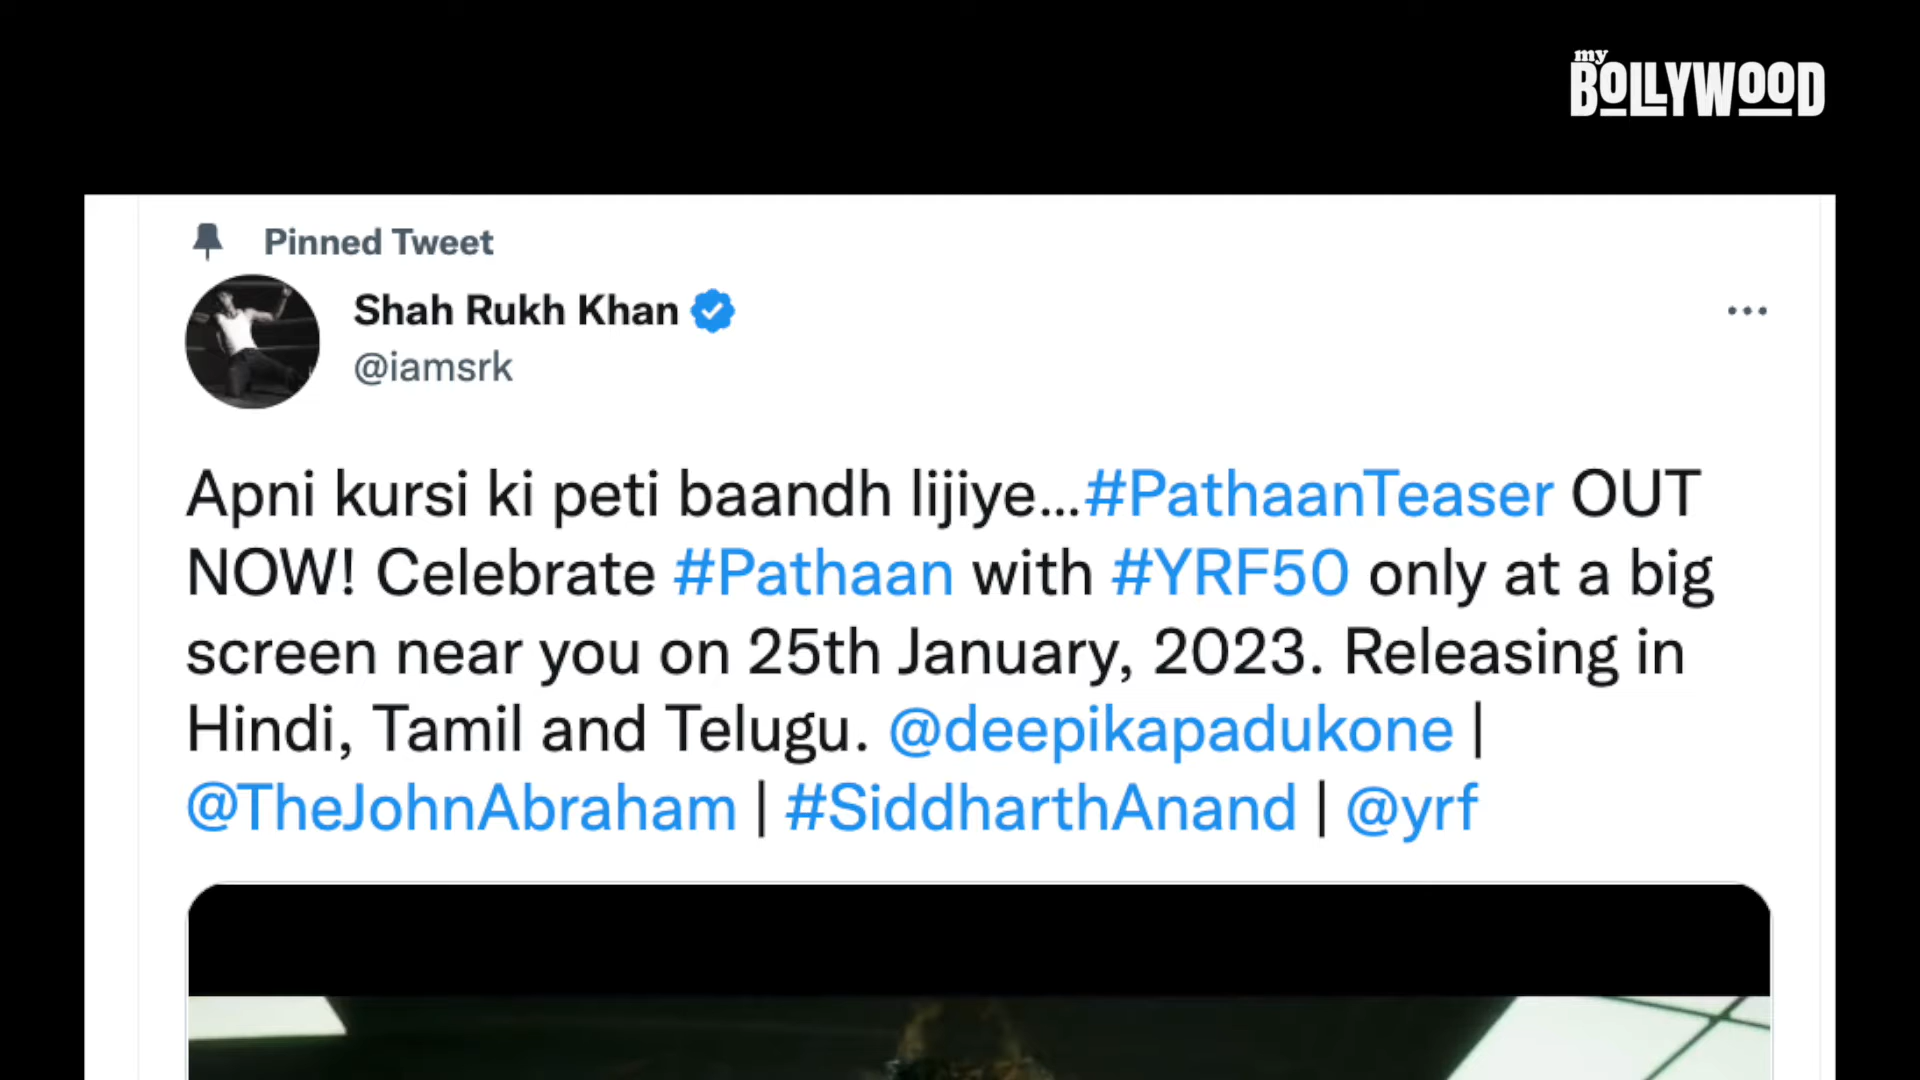 my
BOLLYWOOD
Pinned Tweet
Shah Rukh Khan
@iamsrk
Apni kursi ki peti baandh lijiye...#PathaanTeaser OUT
NOW! Celebrate #Pathaan with #YRF50 only at a big
screen near you on 25th January, 2023. Releasing in
Hindi, Tamil and Telugu. @deepikapadukone |
@TheJohnAbraham | #SiddharthAnand | @yrf